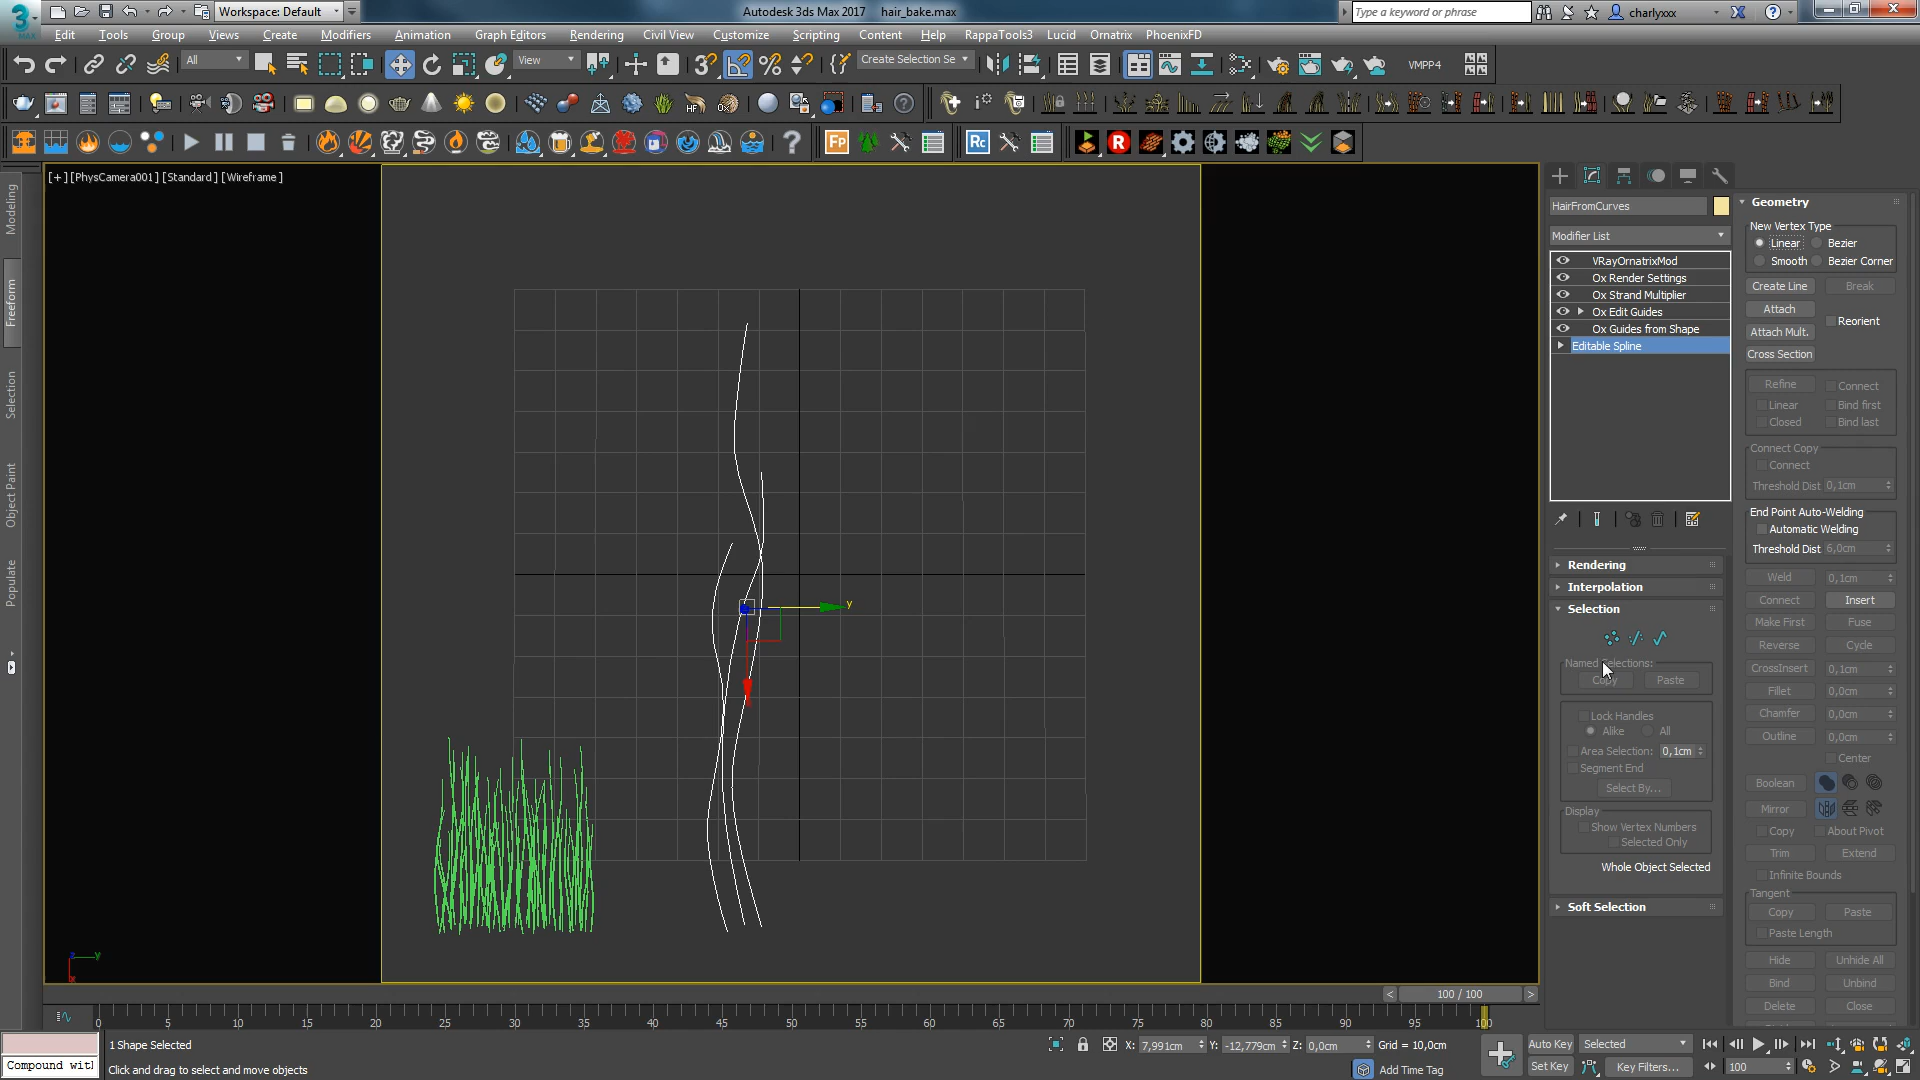 MAX
Workspace: Default
Autodesk 3ds Max 2017 hair_bake.max
Type a keyword or phrase
charlyxxx
Edit Tools Group Views Create Modifiers Animation Graph Editors Rendering Civil View Customize Scripting Content Help RappaTools3 Lucid Ornatrix PhoenixFD
All
View
Create Selection Se
VMPP4
HF
Fp
Rc
R
[+] [PhysCamera001] [Standard] [Wireframe]
Modeling
Freeform
Selection
Object Paint
Populate
y
y
x
HairFromCurves
Modifier List
VRayOrnatrixMod
Ox Render Settings
Ox Strand Multiplier
Ox Edit Guides
Ox Guides from Shape
Editable Spline
Rendering
Interpolation
Selection
Named Selections:
Copy Paste
Lock Handles
Alike All
Area Selection: 0,1cm
Segment End
Select By...
Display
Show Vertex Numbers
Selected Only
Whole Object Selected
Soft Selection
Geometry
New Vertex Type
Linear Bezier
Smooth Bezier Corner
Create Line Break
Attach
Reorient
Attach Mult.
Cross Section
Refine Connect
Linear Bind first
Closed Bind last
Connect Copy
Connect
Threshold Dist 0,1cm
End Point Auto-Welding
Automatic Welding
Threshold Dist 6,0cm
Weld 0,1cm
Connect Insert
Make First Fuse
Reverse Cycle
CrossInsert 0,1cm
Fillet 0,0cm
Chamfer 0,0cm
Outline 0,0cm
Center
Boolean
Mirror
Copy About Pivot
Trim Extend
Infinite Bounds
Tangent
Copy Paste
Paste Length
Hide Unhide All
Bind Unbind
Delete Close
< 100 / 100 >
0 5 10 15 20 25 30 35 40 45 50 55 60 65 70 75 80 85 90 95 100
1 Shape Selected
X: 7,991cm Y: -12,779cm Z: 0,0cm Grid = 10,0cm
Auto Key Selected
Compound witl
Click and drag to select and move objects
Add Time Tag
Set Key Key Filters...
100